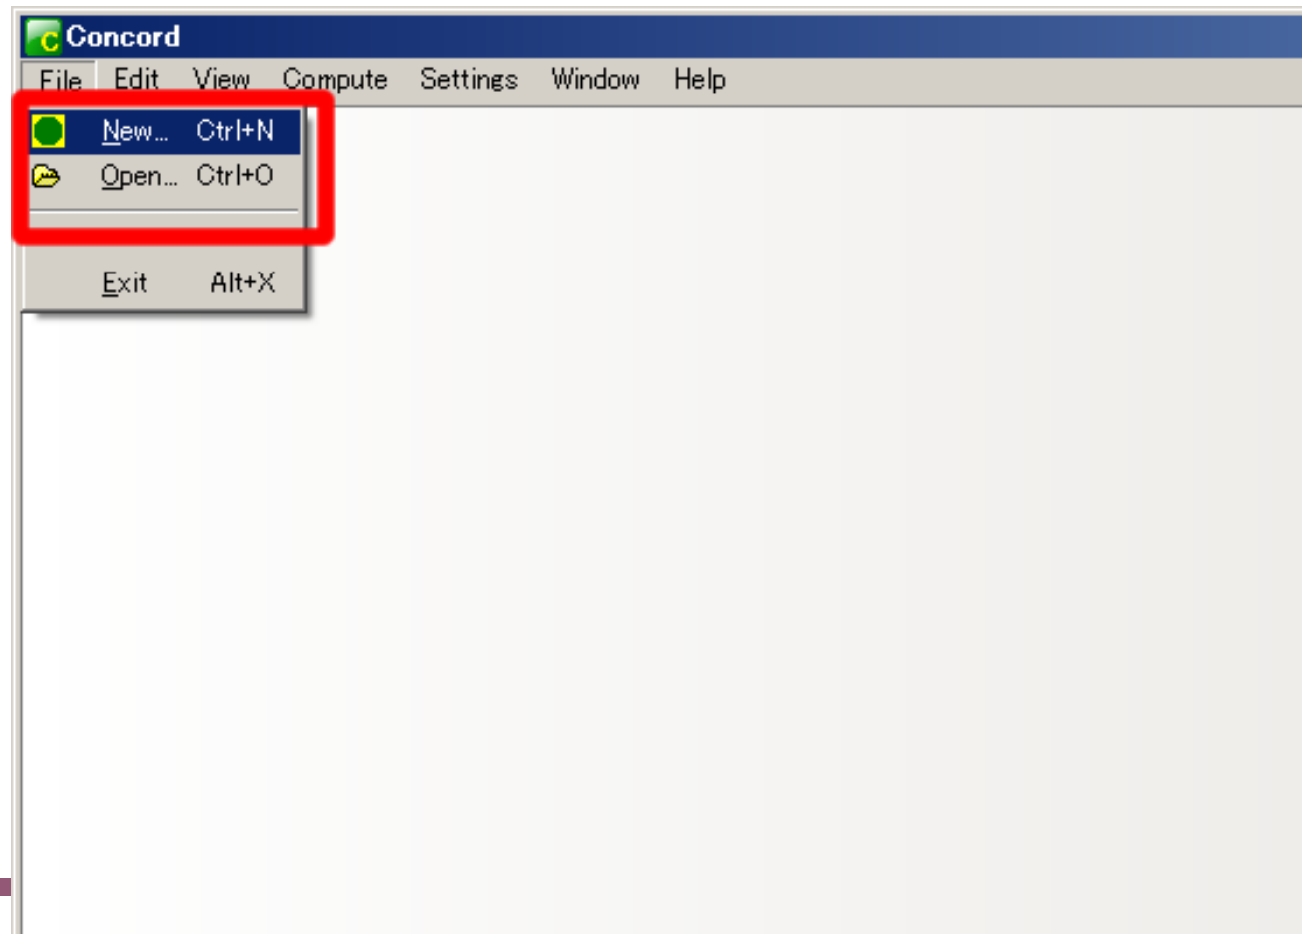 C Concord
File Edit View Compute Settings Window Help
New... Ctrl+N
Open... Ctrl+O
Exit Alt+X